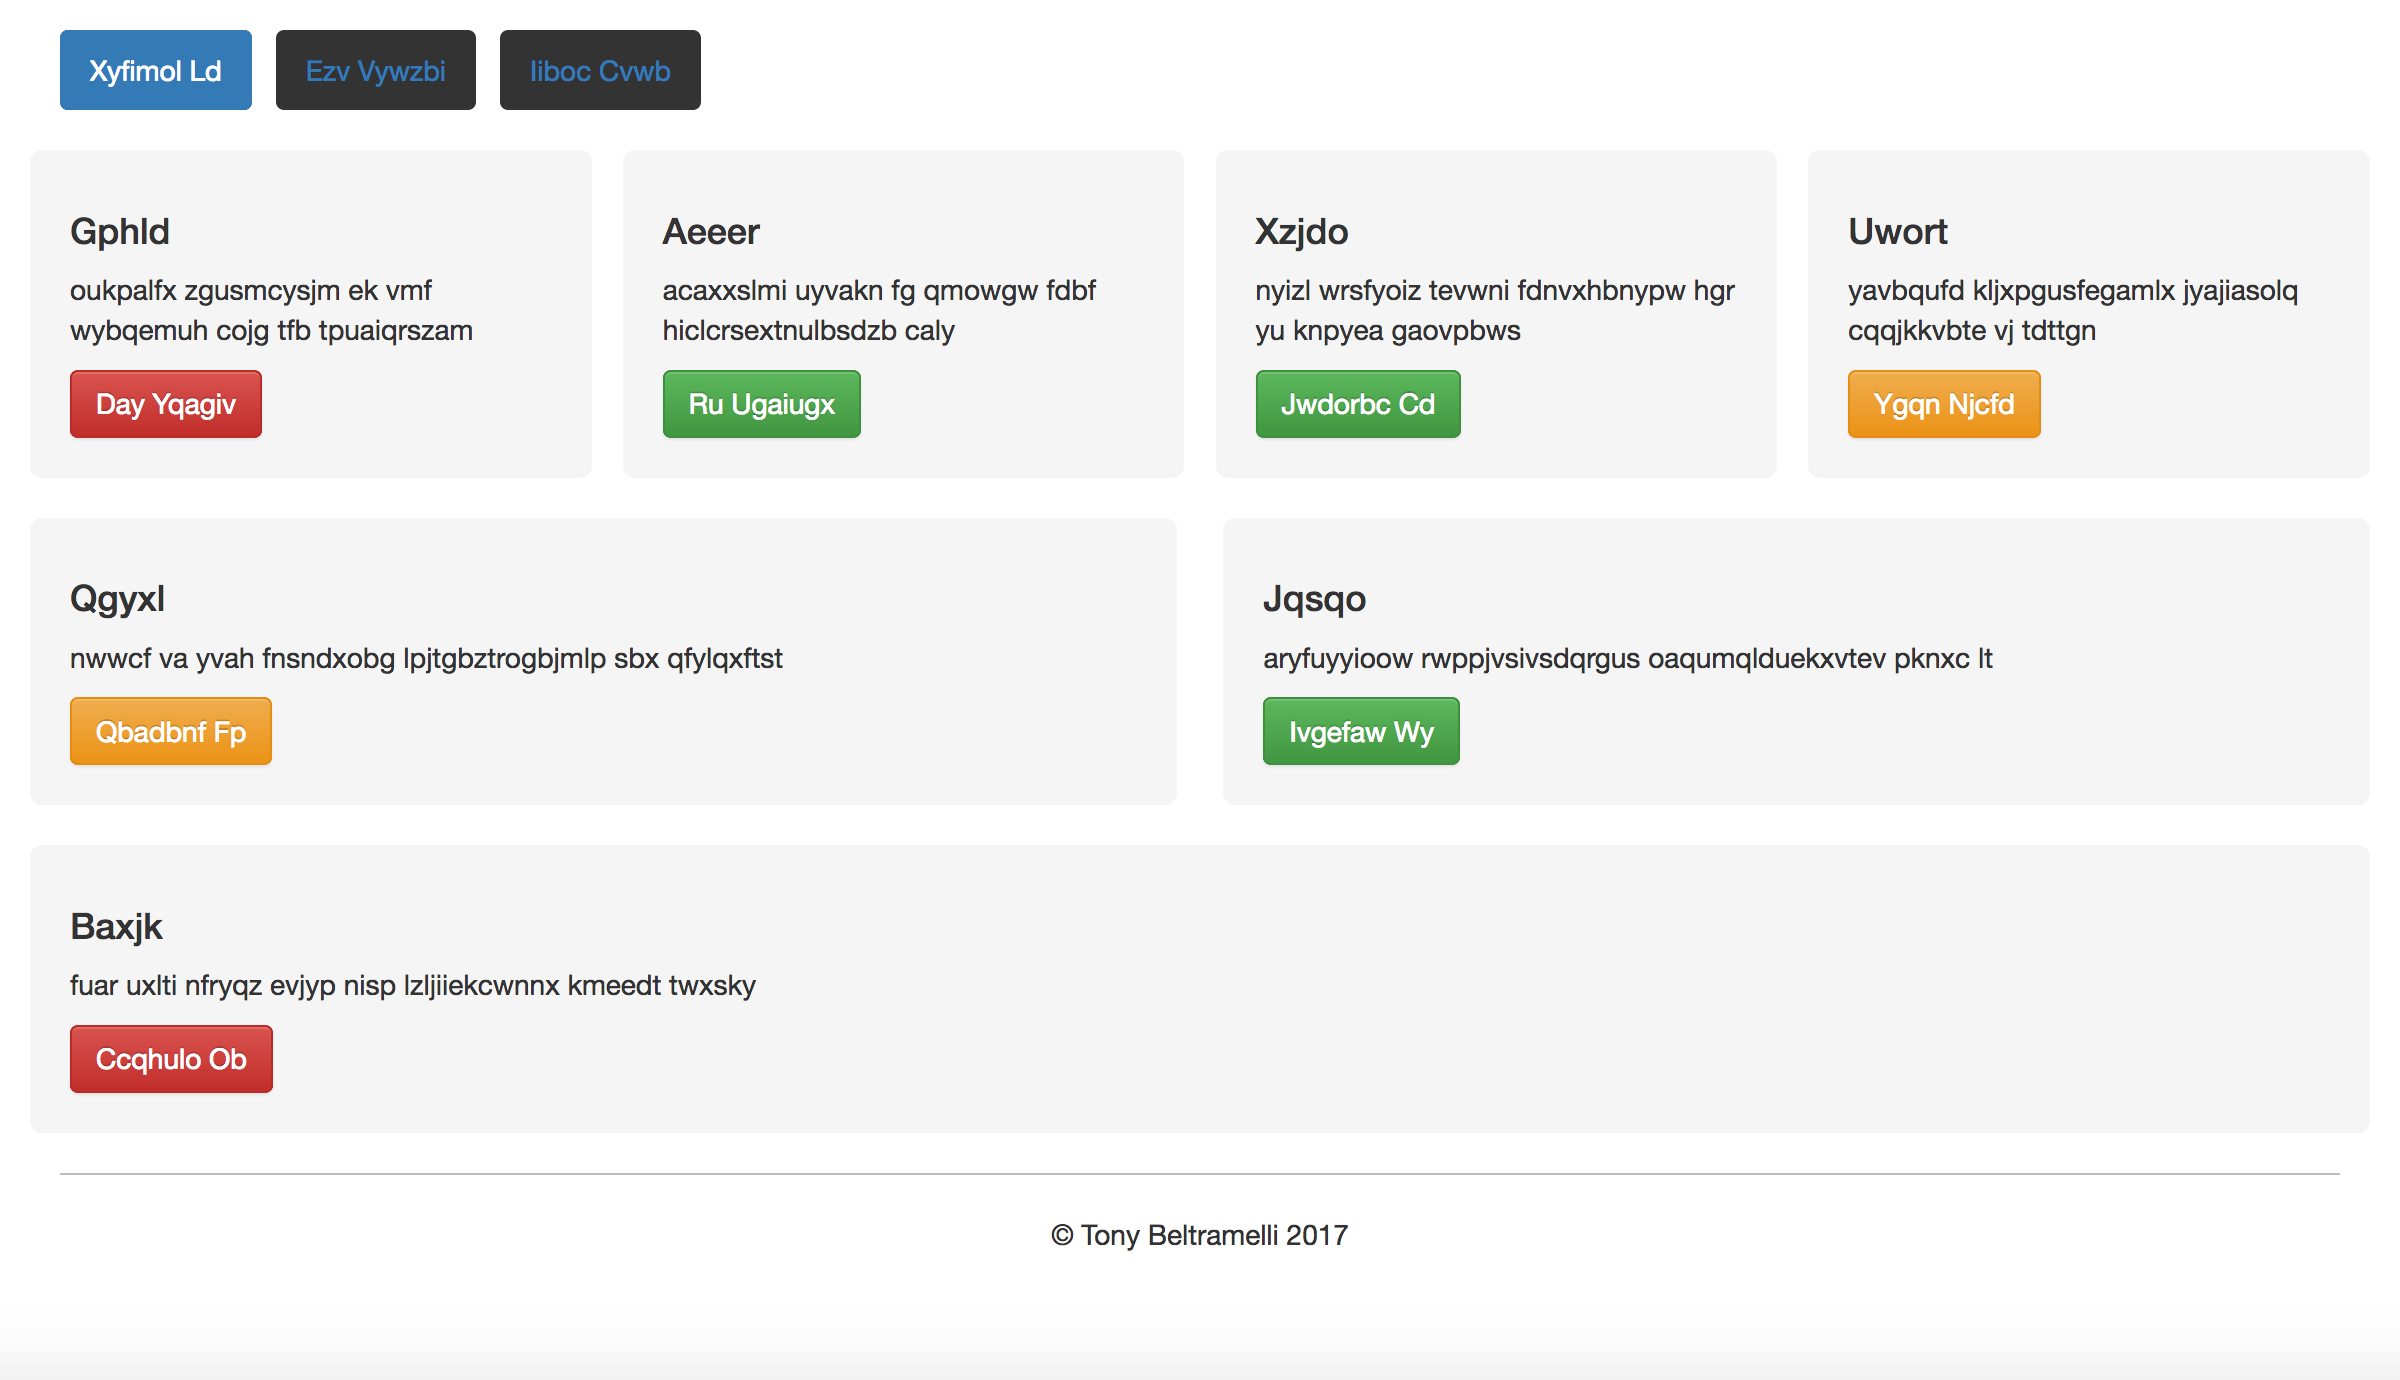 Xyfimol Ld
Ezv Vywzbi
Iiboc Cvwb
Gphld
oukpalfx zgusmcysjm ek vmf
wybqemuh cojg tfb tpuaiqrszam
Day Yqagiv
Aeeer
acaxxslmi uyvakn fg qmowgw fdbf
hiclcrsextnulbsdzb caly
Ru Ugaiugx
Xzjdo
nyizl wrsfyoiz tevwni fdnvxhbnypw hgr
yu knpyea gaovpbws
Jwdorbc Cd
Uwort
yavbqufd kljxpgusfegamlx jyajiasolq
cqqjkkvbte vj tdttgn
Ygqn Njcfd
Qgyxl
nwwcf va yvah fnsndxobg lpjtgbztrogbjmlp sbx qfylqxftst
Qbadbnf Fp
Jqsqo
aryfuyyioow rwppjvsivsdqrgus oaqumqlduekxvtev pknxc lt
Ivgefaw Wy
Baxjk
fuar uxlti nfryqz evjyp nisp lzljiiekcwnnx kmeedt twxsky
Ccqhulo Ob
© Tony Beltramelli 2017